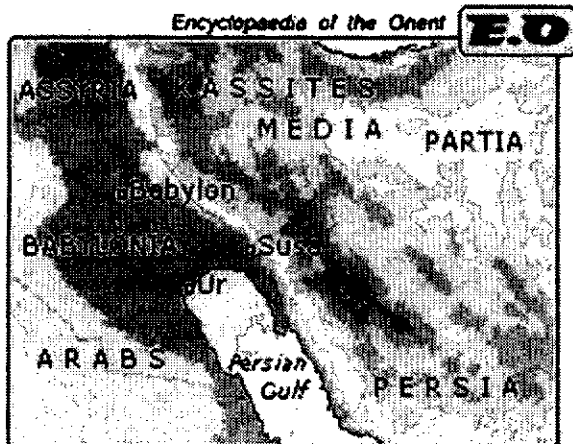 Encyclopaedia of the Orient
E.O
ASSYRIA KASSITES
MEDIA PARTIA
Babylon
BABYLONIA Susa
Ur
ARABS Persian
Gulf
PERSIA